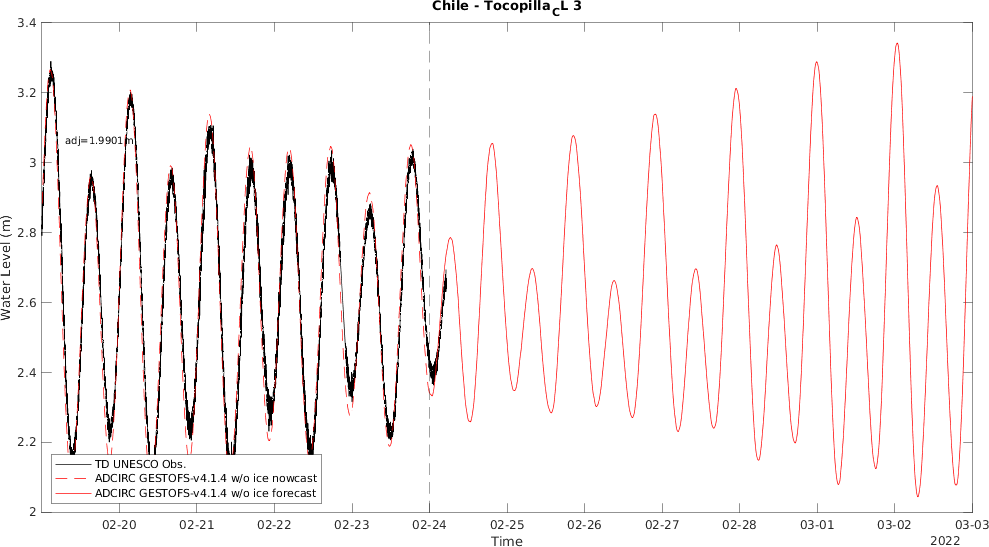 Chile - Tocopilla_CL 3
3.4
3.2
3
2.8
2.6
2.4
2.2
2
Water Level (m)
adj=1.9901m
TD UNESCO Obs.
ADCIRC GESTOFS-v4.1.4 w/o ice nowcast
ADCIRC GESTOFS-v4.1.4 w/o ice forecast
02-20 02-21 02-22 02-23 02-24 02-25 02-26 02-27 02-28 03-01 03-02 03-03
Time
2022